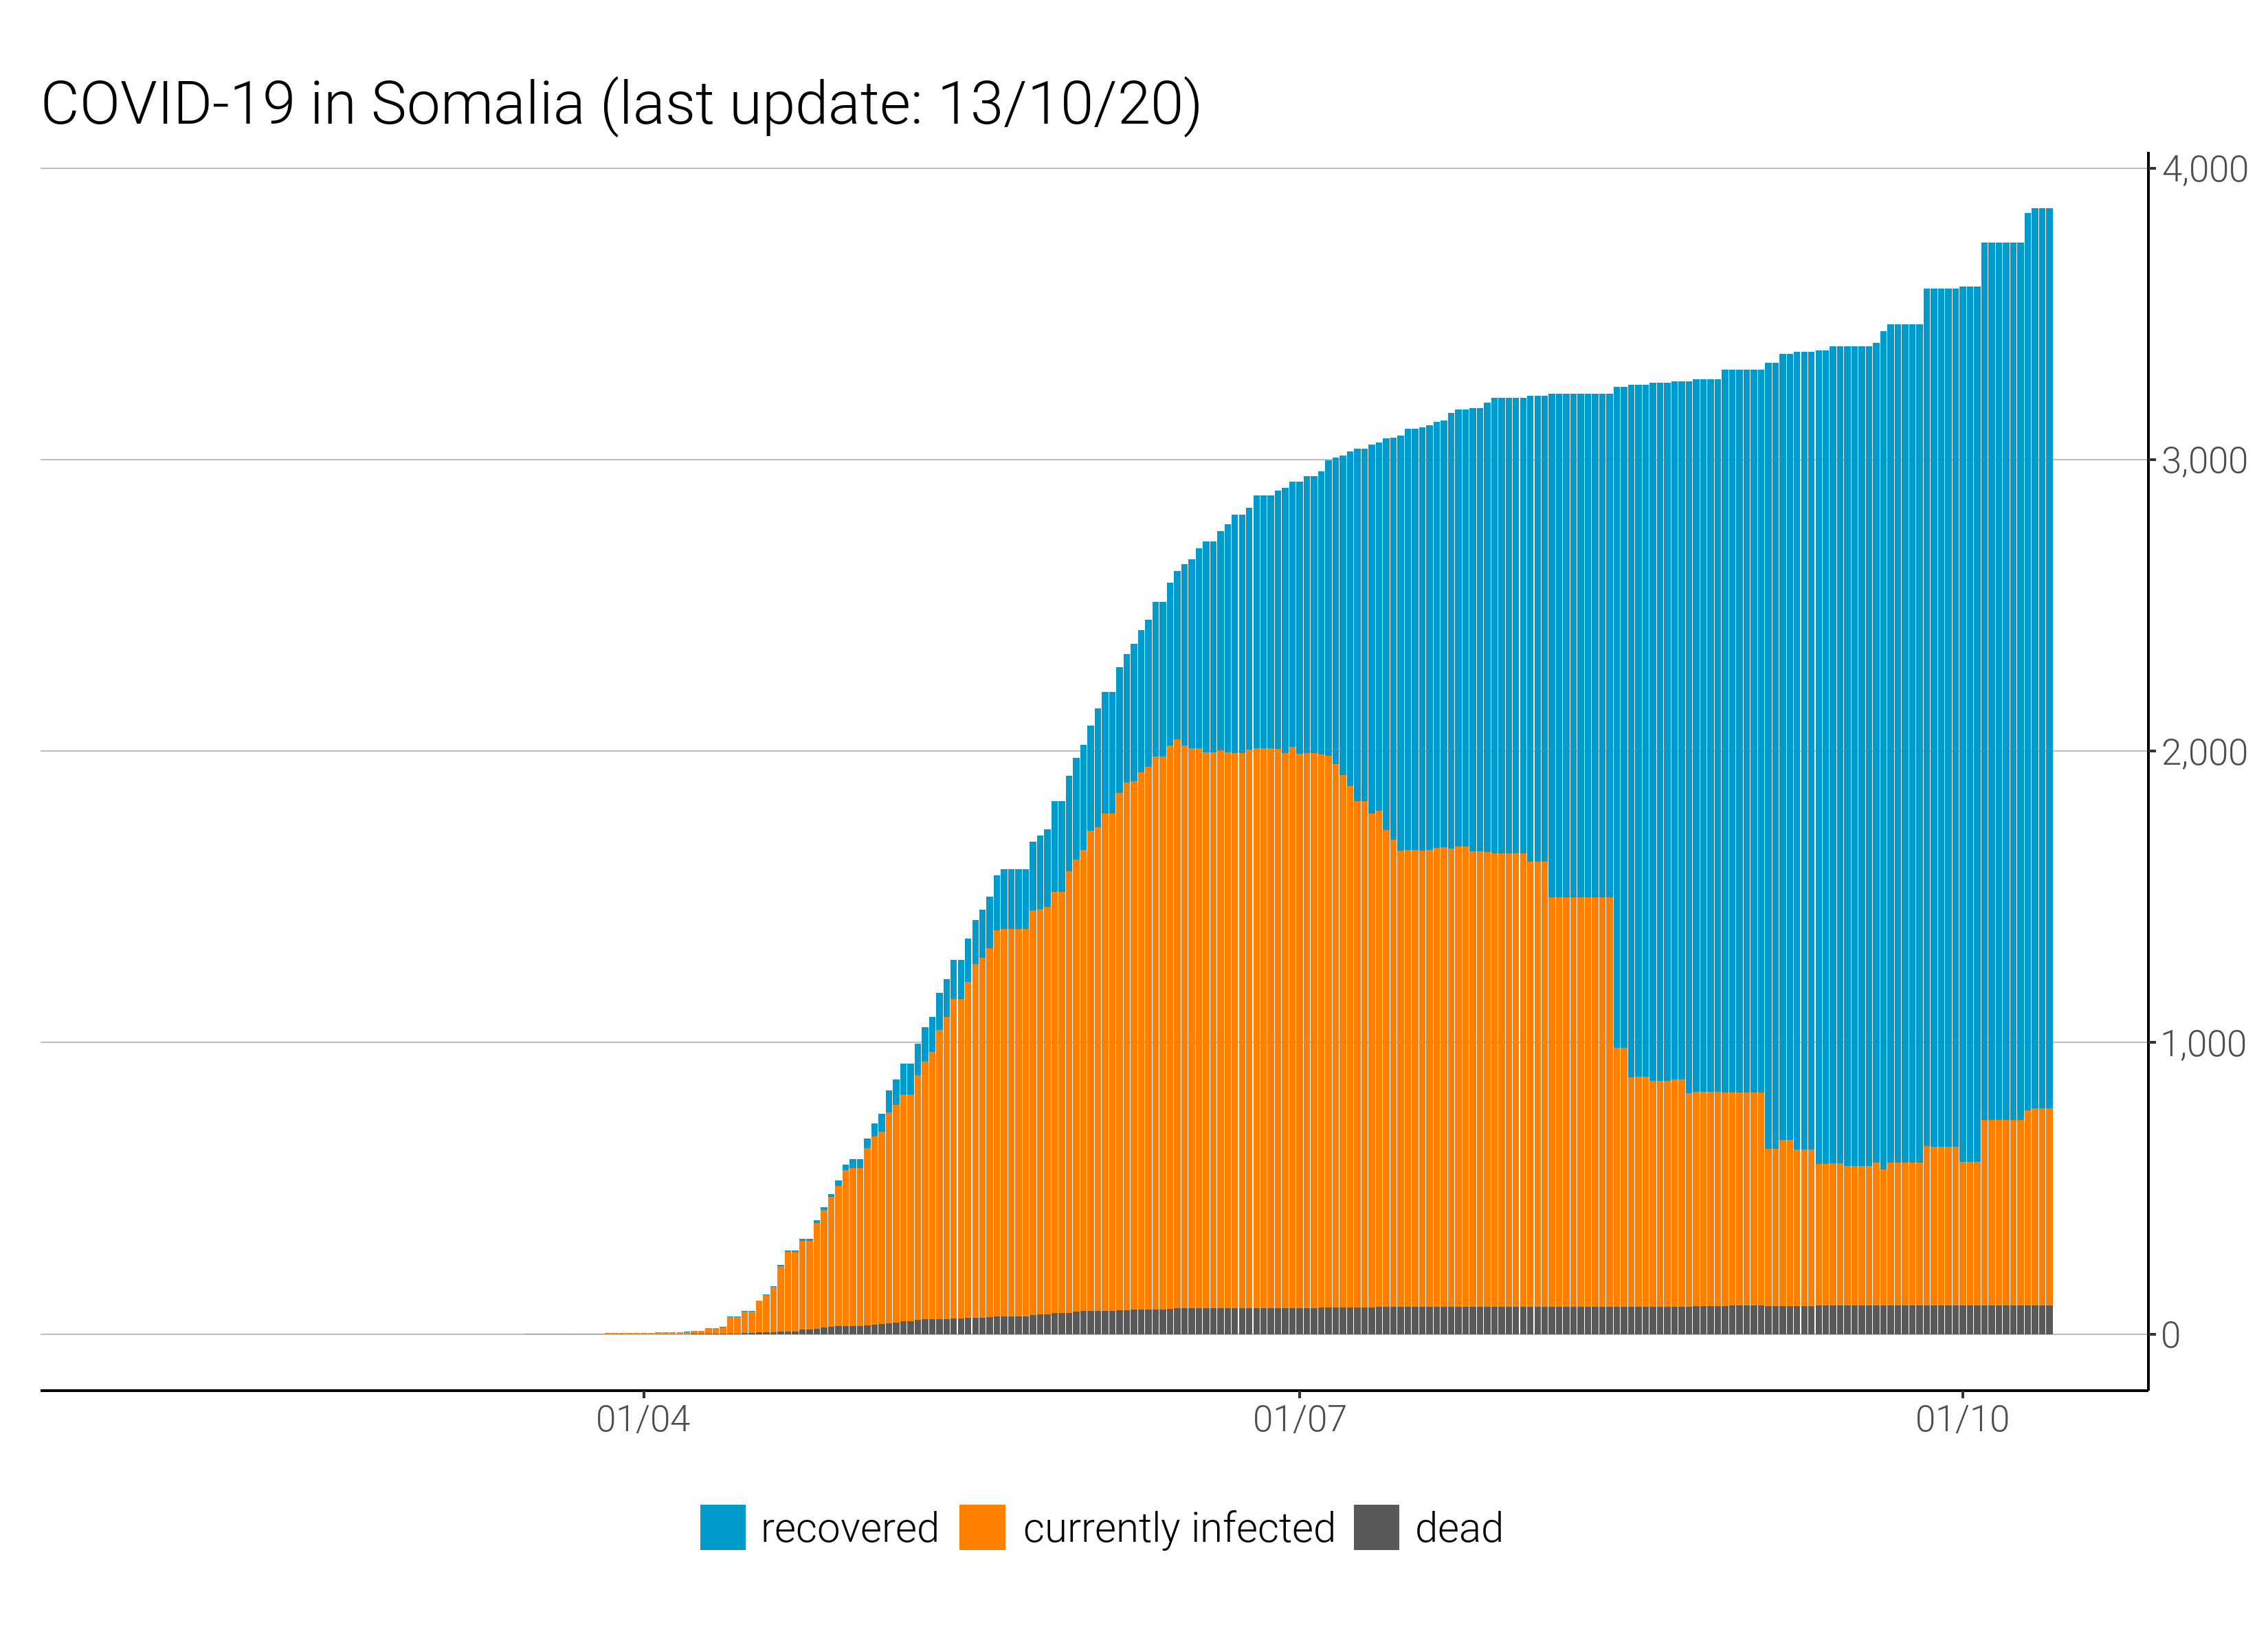 COVID-19 in Somalia (last update: 13/10/20)
4,000
3,000
2,000
1,000
0
01/04 01/07 01/10
recovered currently infected dead